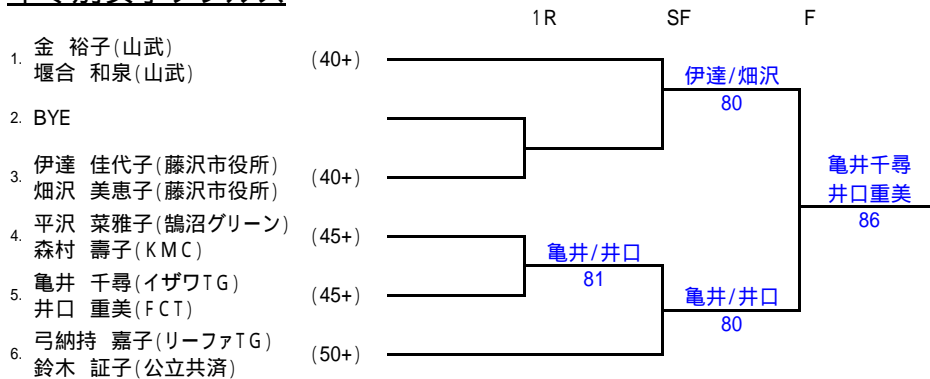 1R SF F
1. 金 裕子(山武)
堰合 和泉(山武)
(40+)
2. BYE
3. 伊達 佳代子(藤沢市役所)
畑沢 美恵子(藤沢市役所)
(40+)
4. 平沢 菜雅子(鵠沼グリーン)
森村 壽子(KMC)
(45+)
5. 亀井 千尋(イザワTG)
井口 重美(FCT)
(45+)
6. 弓納持 嘉子(リーファTG)
鈴木 証子(公立共済)
(50+)
亀井/井口
81
伊達/畑沢
80
亀井/井口
80
亀井千尋
井口重美
86